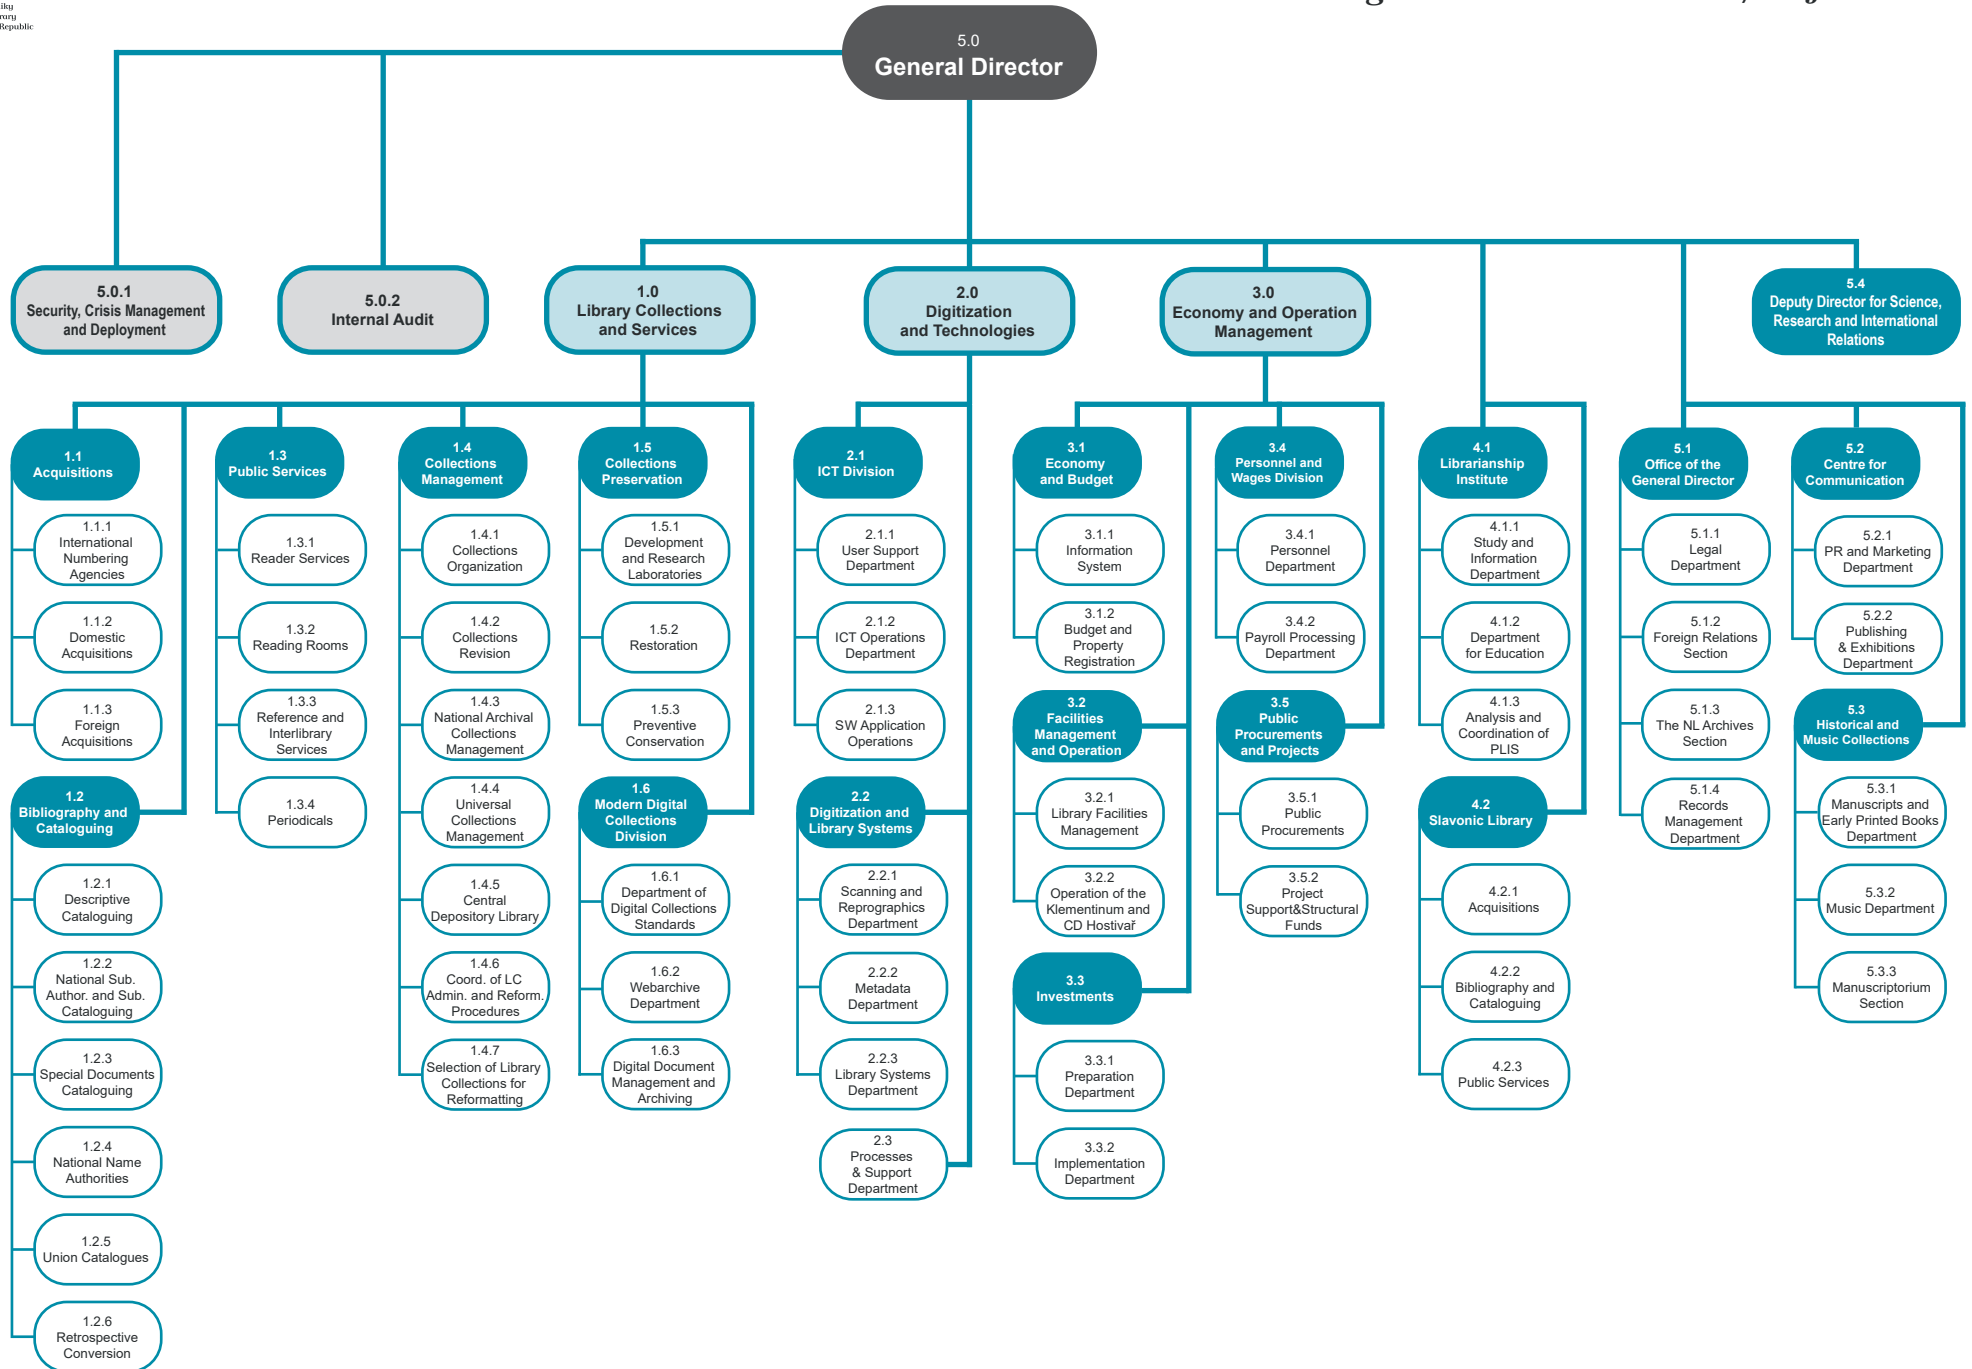 Republic
5.0
General Director
5.0.1
Security, Crisis Management
and Deployment
5.0.2
Internal Audit
1.0
Library Collections
and Services
2.0
Digitization
and Technologies
3.0
Economy and Operation
Management
5.4
Deputy Director for Science,
Research and International
Relations
1.1
Acquisitions
1.1.1
International
Numbering
Agencies
1.1.2
Domestic
Acquisitions
1.1.3
Foreign
Acquisitions
1.2
Bibliography and
Cataloguing
1.2.1
Descriptive
Cataloguing
1.2.2
National Sub.
Author. and Sub.
Cataloguing
1.2.3
Special Documents
Cataloguing
1.2.4
National Name
Authorities
1.2.5
Union Catalogues
1.2.6
Retrospective
Conversion
1.3
Public Services
1.3.1
Reader Services
1.3.2
Reading Rooms
1.3.3
Reference and
Interlibrary
Services
1.3.4
Periodicals
1.4
Collections
Management
1.4.1
Collections
Organization
1.4.2
Collections
Revision
1.4.3
National Archival
Collections
Management
1.4.4
Universal
Collections
Management
1.4.5
Central
Depository Library
1.4.6
Coord. of LC
Admin. and Reform.
Procedures
1.4.7
Selection of Library
Collections for
Reformatting
1.5
Collections
Preservation
1.5.1
Development
and Research
Laboratories
1.5.2
Restoration
1.5.3
Preventive
Conservation
1.6
Modern Digital
Collections
Division
1.6.1
Department of
Digital Collections
Standards
1.6.2
Webarchive
Department
1.6.3
Digital Document
Management and
Archiving
2.1
ICT Division
2.1.1
User Support
Department
2.1.2
ICT Operations
Department
2.1.3
SW Application
Operations
2.2
Digitization and
Library Systems
2.2.1
Scanning and
Reprographics
Department
2.2.2
Metadata
Department
2.2.3
Library Systems
Department
2.3
Processes
& Support
Department
3.1
Economy
and Budget
3.1.1
Information
System
3.1.2
Budget and
Property
Registration
3.2
Facilities
Management
and Operation
3.2.1
Library Facilities
Management
3.2.2
Operation of the
Klementinum and
CD Hostivař
3.3
Investments
3.3.1
Preparation
Department
3.3.2
Implementation
Department
3.4
Personnel and
Wages Division
3.4.1
Personnel
Department
3.4.2
Payroll Processing
Department
3.5
Public
Procurements
and Projects
3.5.1
Public
Procurements
3.5.2
Project
Support&Structural
Funds
4.1
Librarianship
Institute
4.1.1
Study and
Information
Department
4.1.2
Department
for Education
4.1.3
Analysis and
Coordination of
PLIS
4.2
Slavonic Library
4.2.1
Acquisitions
4.2.2
Bibliography and
Cataloguing
4.2.3
Public Services
5.1
Office of the
General Director
5.1.1
Legal
Department
5.1.2
Foreign Relations
Section
5.1.3
The NL Archives
Section
5.1.4
Records
Management
Department
5.2
Centre for
Communication
5.2.1
PR and Marketing
Department
5.2.2
Publishing
& Exhibitions
Department
5.3
Historical and
Music Collections
5.3.1
Manuscripts and
Early Printed Books
Department
5.3.2
Music Department
5.3.3
Manuscriptorium
Section